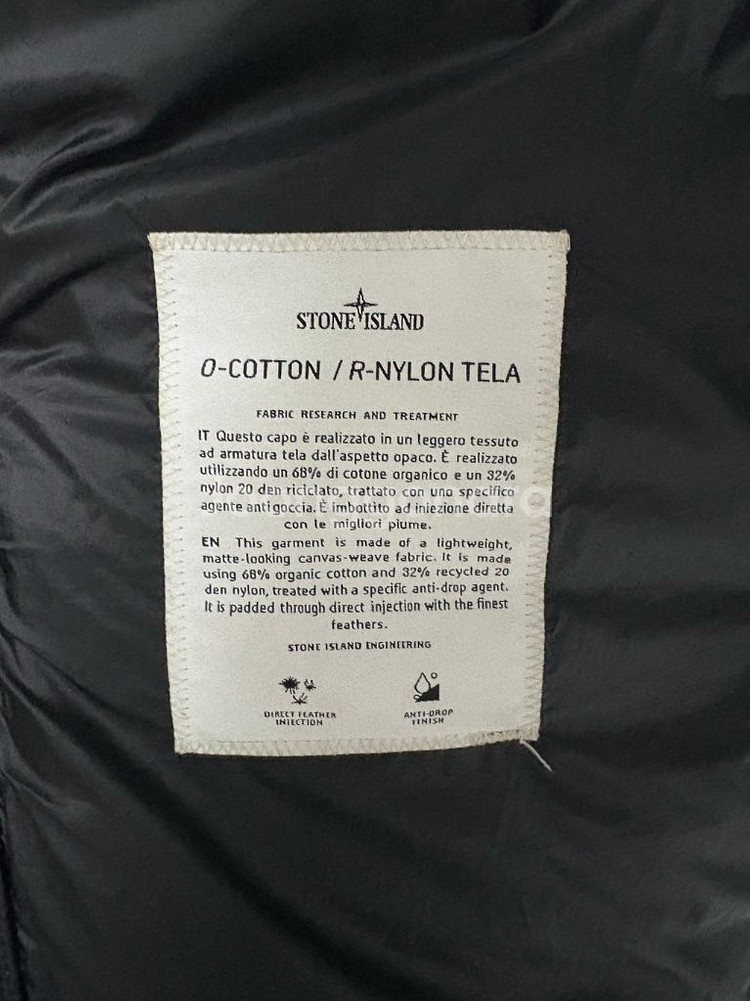 STONE ISLAND
O-COTTON / R-NYLON TELA
FABRIC RESEARCH AND TREATMENT
IT Questo capo è realizzato in un leggero tessuto
ad armatura tela dall'aspetto opaco. È realizzato
utilizzando un 68% di cotone organico e un 32%
nylon 20 den riciclato, trattato con uno specifico
agente antigoccia. È imbottito ad iniezione diretta
con le migliori piume.
EN This garment is made of a lightweight,
matte-looking canvas-weave fabric. It is made
using 68% organic cotton and 32% recycled 20
den nylon, treated with a specific anti-drop agent.
It is padded through direct injection with the finest
feathers.
STONE ISLAND ENGINEERING
DIRECT FEATHER
INJECTION
ANTI-DROP
FINISH